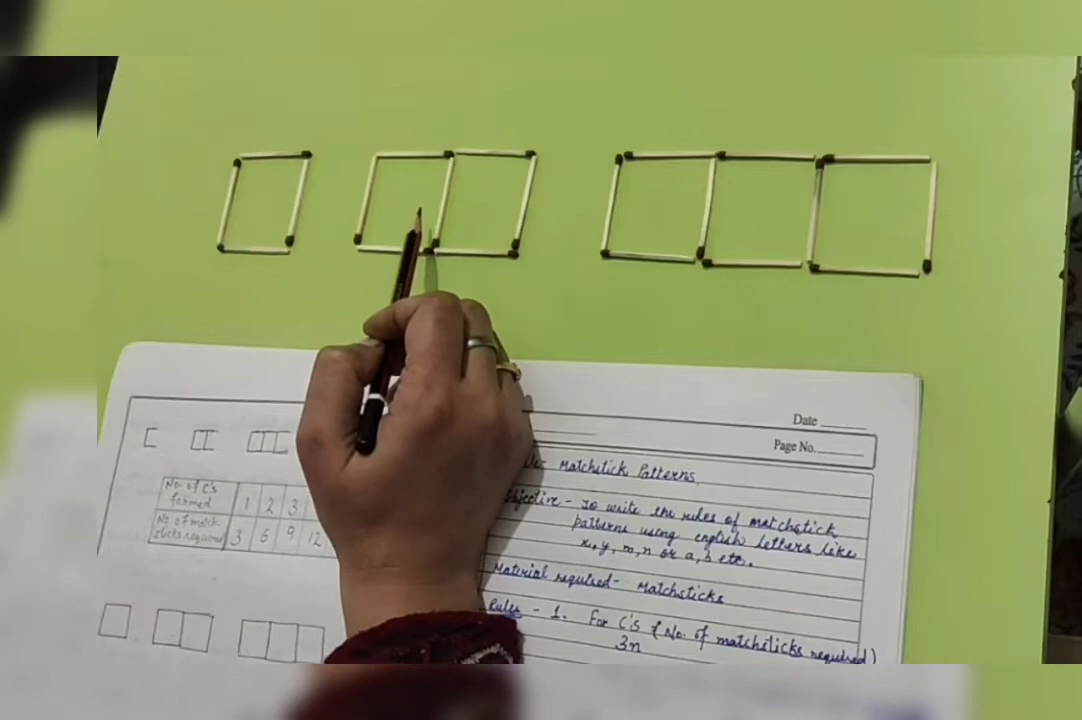 Date
Page No.
Matchstick Patterns
Objective - To write the rules of matchstick
patterns using english letters like
x, y, m, n or a, b etc.
Material required - Matchsticks
Rules - 1. For C's (No. of matchsticks required)
3n
No. of C's formed 1 2 3
No. of match sticks required 3 6 9 12